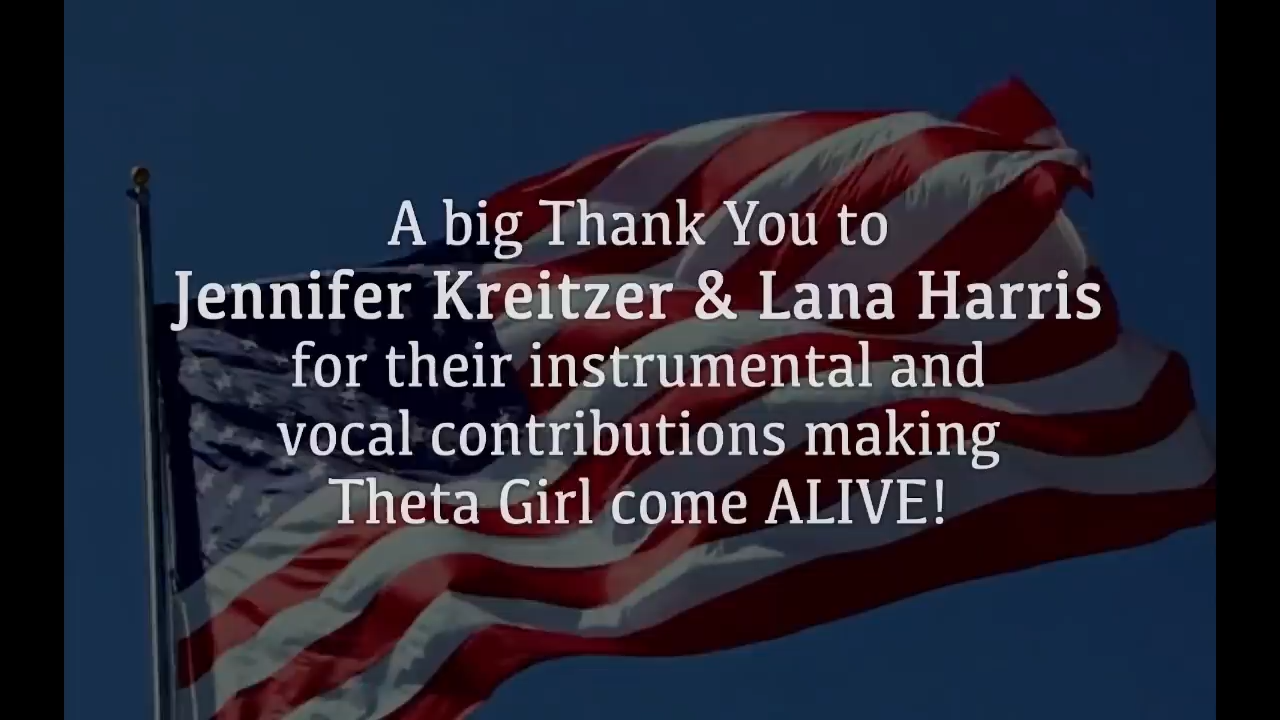 A big Thank You to
Jennifer Kreitzer & Lana Harris
for their instrumental and
vocal contributions making
Theta Girl come ALIVE!